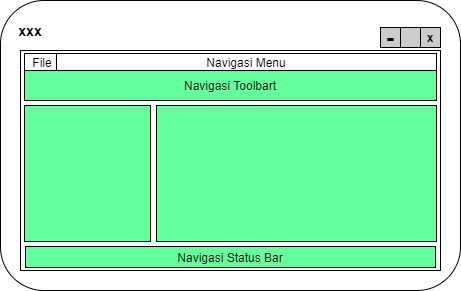 xxx
- x
File Navigasi Menu
Navigasi Toolbart
Navigasi Status Bar